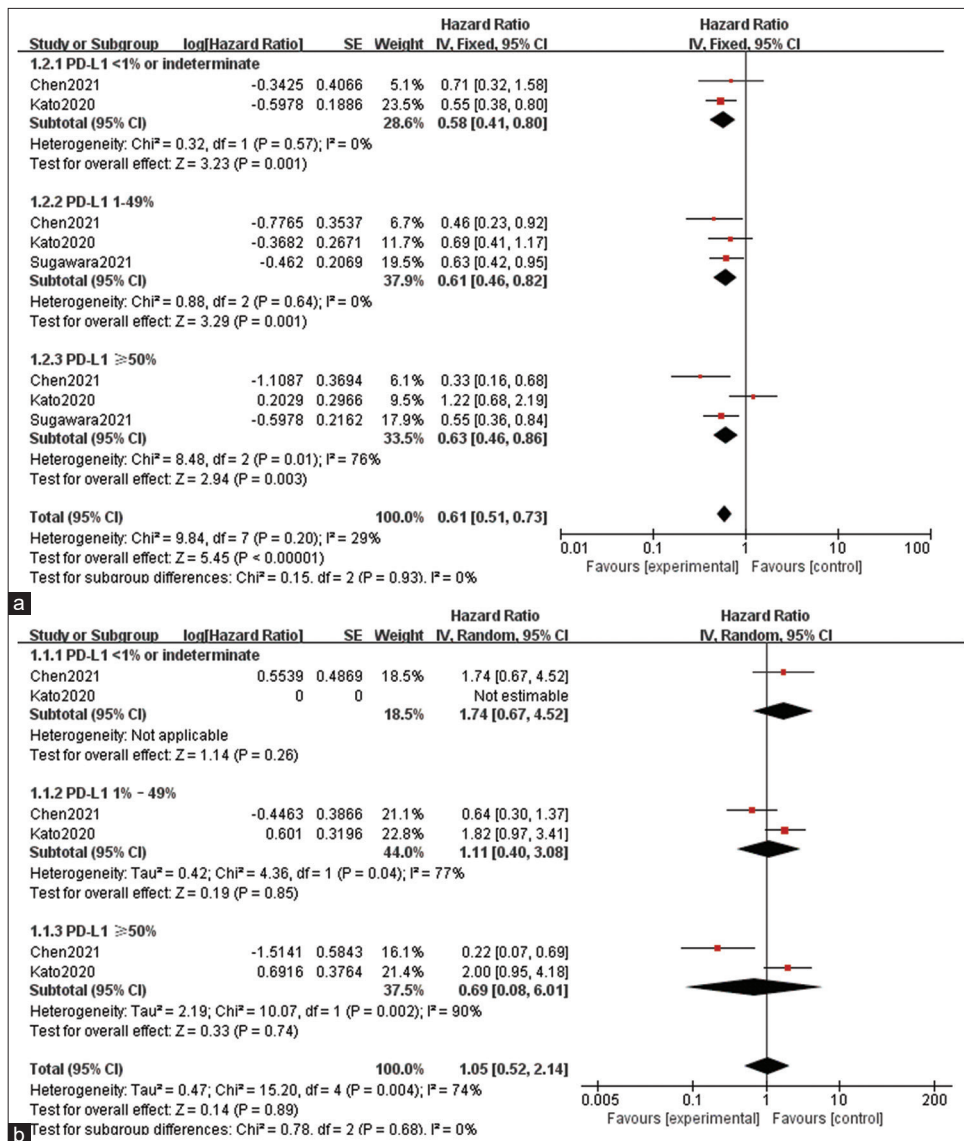 Hazard Ratio Hazard Ratio
Study or Subgroup log[Hazard Ratio] SE Weight IV, Fixed, 95% CI IV, Fixed, 95% CI
1.2.1 PD-L1 <1% or indeterminate
Chen2021 -0.3425 0.4066 5.1% 0.71 [0.32, 1.58]
Kato2020 -0.5978 0.1886 23.5% 0.55 [0.38, 0.80]
Subtotal (95% CI) 28.6% 0.58 [0.41, 0.80]
Heterogeneity: Chi² = 0.32, df = 1 (P = 0.57); I² = 0%
Test for overall effect: Z = 3.23 (P = 0.001)
1.2.2 PD-L1 1-49%
Chen2021 -0.7765 0.3537 6.7% 0.46 [0.23, 0.92]
Kato2020 -0.3682 0.2671 11.7% 0.69 [0.41, 1.17]
Sugawara2021 -0.462 0.2069 19.5% 0.63 [0.42, 0.95]
Subtotal (95% CI) 37.9% 0.61 [0.46, 0.82]
Heterogeneity: Chi² = 0.88, df = 2 (P = 0.64); I² = 0%
Test for overall effect: Z = 3.29 (P = 0.001)
1.2.3 PD-L1 ≥50%
Chen2021 -1.1087 0.3694 6.1% 0.33 [0.16, 0.68]
Kato2020 0.2029 0.2966 9.5% 1.22 [0.68, 2.19]
Sugawara2021 -0.5978 0.2162 17.9% 0.55 [0.36, 0.84]
Subtotal (95% CI) 33.5% 0.63 [0.46, 0.86]
Heterogeneity: Chi² = 8.48, df = 2 (P = 0.01); I² = 76%
Test for overall effect: Z = 2.94 (P = 0.003)
Total (95% CI) 100.0% 0.61 [0.51, 0.73]
Heterogeneity: Chi² = 9.84, df = 7 (P = 0.20); I² = 29%
Test for overall effect: Z = 5.45 (P < 0.00001)
Test for subgroup differences: Chi² = 0.15, df = 2 (P = 0.93), I² = 0%
0.01 0.1 1 10 100
Favours [experimental] Favours [control]
a
Hazard Ratio Hazard Ratio
Study or Subgroup log[Hazard Ratio] SE Weight IV, Random, 95% CI IV, Random, 95% CI
1.1.1 PD-L1 <1% or indeterminate
Chen2021 0.5539 0.4869 18.5% 1.74 [0.67, 4.52]
Kato2020 0 0 Not estimable
Subtotal (95% CI) 18.5% 1.74 [0.67, 4.52]
Heterogeneity: Not applicable
Test for overall effect: Z = 1.14 (P = 0.26)
1.1.2 PD-L1 1% - 49%
Chen2021 -0.4463 0.3866 21.1% 0.64 [0.30, 1.37]
Kato2020 0.601 0.3196 22.8% 1.82 [0.97, 3.41]
Subtotal (95% CI) 44.0% 1.11 [0.40, 3.08]
Heterogeneity: Tau² = 0.42; Chi² = 4.36, df = 1 (P = 0.04); I² = 77%
Test for overall effect: Z = 0.19 (P = 0.85)
1.1.3 PD-L1 ≥50%
Chen2021 -1.5141 0.5843 16.1% 0.22 [0.07, 0.69]
Kato2020 0.6916 0.3764 21.4% 2.00 [0.95, 4.18]
Subtotal (95% CI) 37.5% 0.69 [0.08, 6.01]
Heterogeneity: Tau² = 2.19; Chi² = 10.07, df = 1 (P = 0.002); I² = 90%
Test for overall effect: Z = 0.33 (P = 0.74)
Total (95% CI) 100.0% 1.05 [0.52, 2.14]
Heterogeneity: Tau² = 0.47; Chi² = 15.20, df = 4 (P = 0.004); I² = 74%
Test for overall effect: Z = 0.14 (P = 0.89)
Test for subgroup differences: Chi² = 0.78, df = 2 (P = 0.68), I² = 0%
0.005 0.1 1 10 200
Favours [experimental] Favours [control]
b